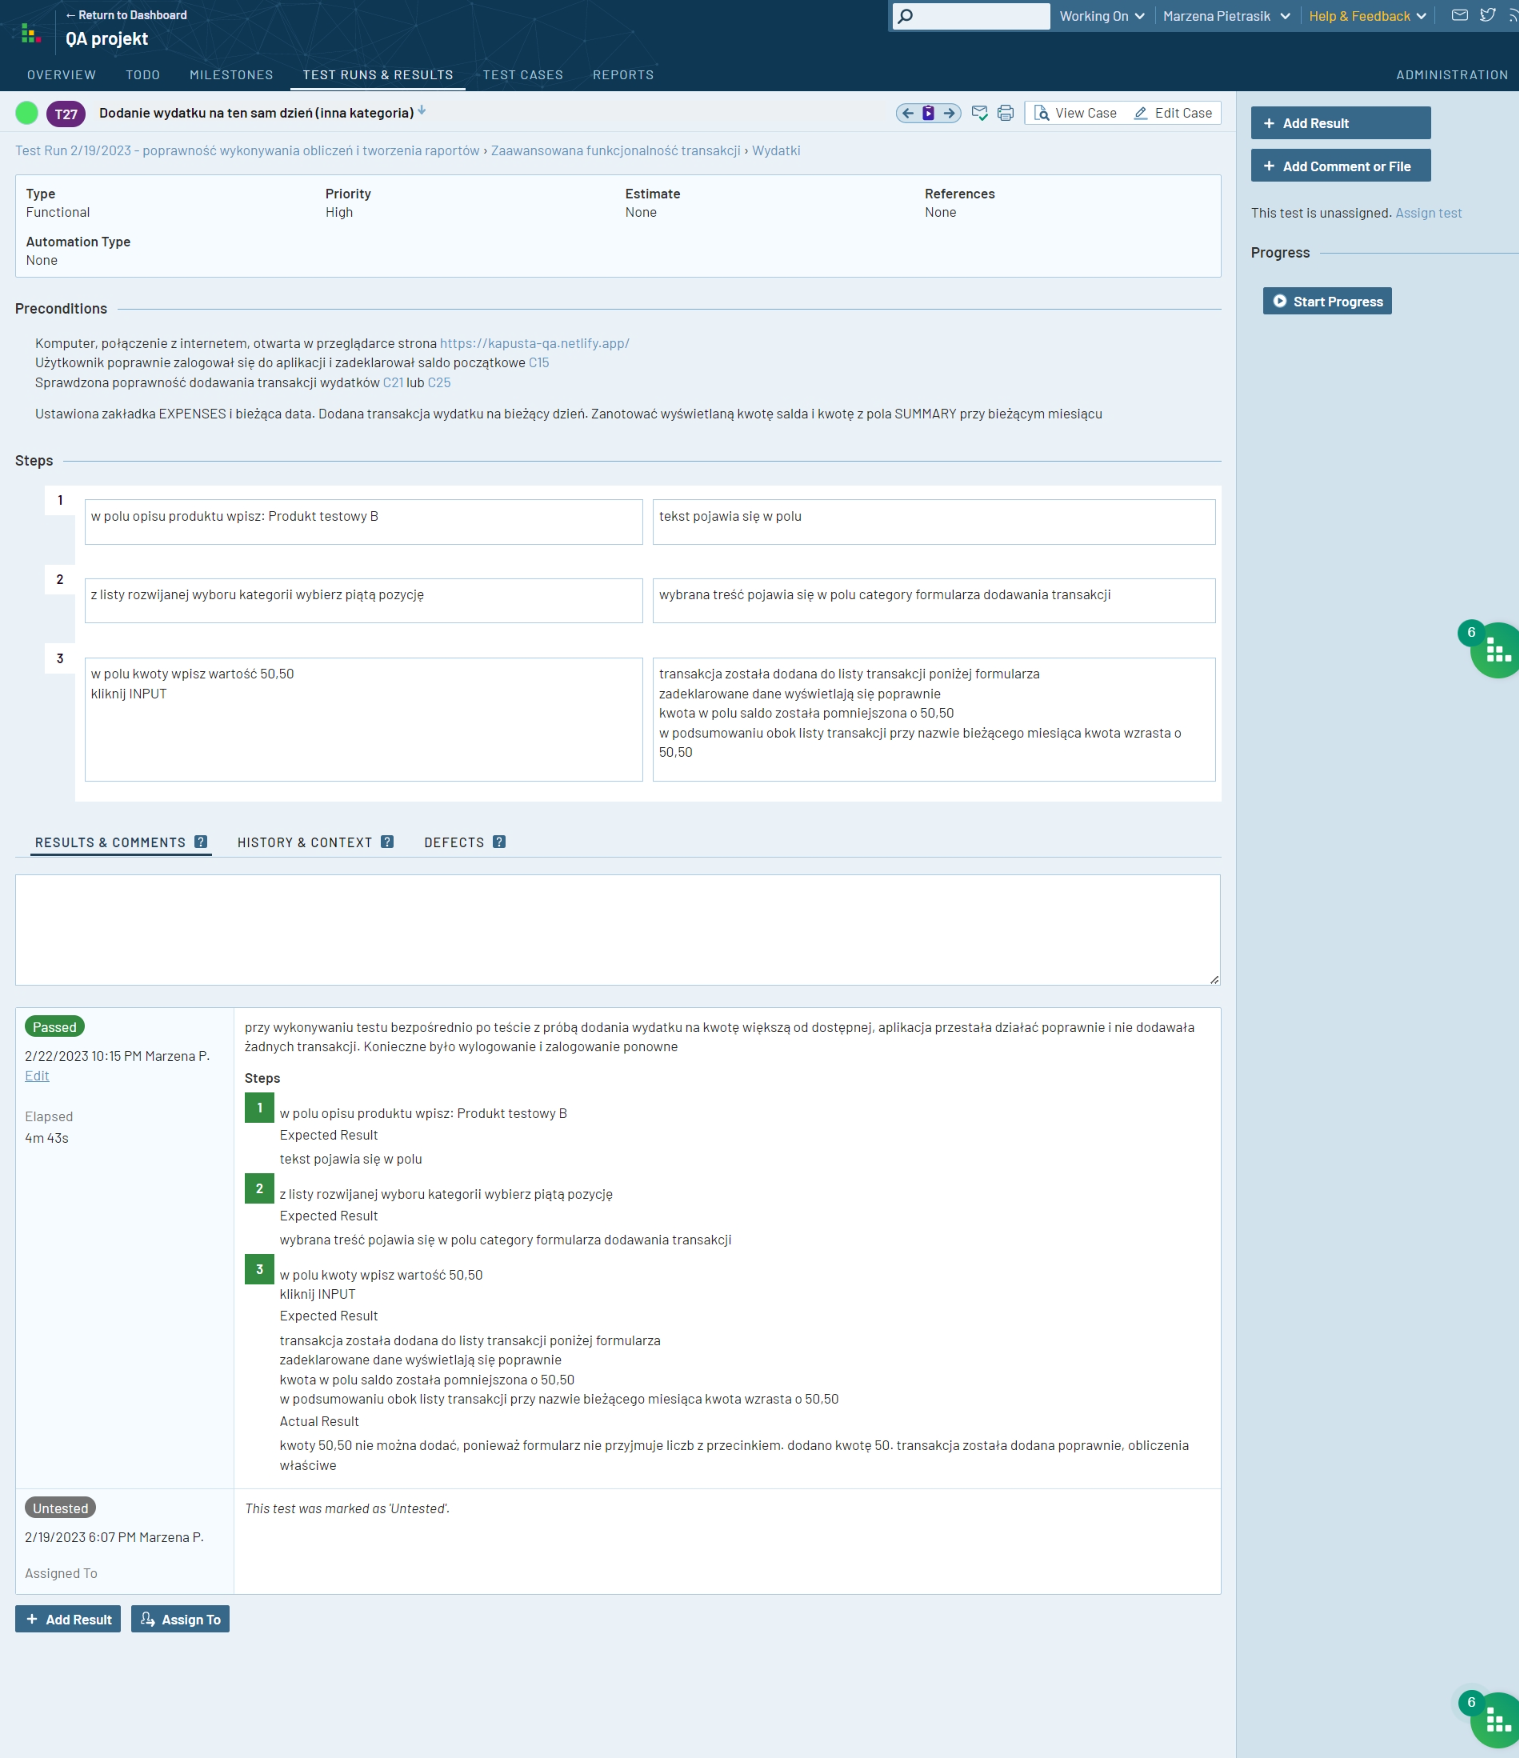 ← Return to Dashboard
QA projekt
Working On
Marzena Pietrasik
Help & Feedback
OVERVIEW
TODO
MILESTONES
TEST RUNS & RESULTS
TEST CASES
REPORTS
ADMINISTRATION
T27
Dodanie wydatku na ten sam dzień (inna kategoria)
View Case
Edit Case
Test Run 2/19/2023 - poprawność wykonywania obliczeń i tworzenia raportów › Zaawansowana funkcjonalność transakcji › Wydatki
+ Add Result
+ Add Comment or File
This test is unassigned. Assign test
Progress
Start Progress
Type
Functional
Priority
High
Estimate
None
References
None
Automation Type
None
Preconditions
Komputer, połączenie z internetem, otwarta w przeglądarce strona https://kapusta-qa.netlify.app/
Użytkownik poprawnie zalogował się do aplikacji i zadeklarował saldo początkowe C15
Sprawdzona poprawność dodawania transakcji wydatków C21 lub C25
Ustawiona zakładka EXPENSES i bieżąca data. Dodana transakcja wydatku na bieżący dzień. Zanotować wyświetlaną kwotę salda i kwotę z pola SUMMARY przy bieżącym miesiącu
Steps
1
w polu opisu produktu wpisz: Produkt testowy B
tekst pojawia się w polu
2
z listy rozwijanej wyboru kategorii wybierz piątą pozycję
wybrana treść pojawia się w polu category formularza dodawania transakcji
3
w polu kwoty wpisz wartość 50,50
kliknij INPUT
transakcja została dodana do listy transakcji poniżej formularza
zadeklarowane dane wyświetlają się poprawnie
kwota w polu saldo została pomniejszona o 50,50
w podsumowaniu obok listy transakcji przy nazwie bieżącego miesiąca kwota wzrasta o
50,50
6
RESULTS & COMMENTS ?
HISTORY & CONTEXT ?
DEFECTS ?
Passed
2/22/2023 10:15 PM Marzena P.
Edit
Elapsed
4m 43s
przy wykonywaniu testu bezpośrednio po teście z próbą dodania wydatku na kwotę większą od dostępnej, aplikacja przestała działać poprawnie i nie dodawała
żadnych transakcji. Konieczne było wylogowanie i zalogowanie ponowne
Steps
1
w polu opisu produktu wpisz: Produkt testowy B
Expected Result
tekst pojawia się w polu
2
z listy rozwijanej wyboru kategorii wybierz piątą pozycję
Expected Result
wybrana treść pojawia się w polu category formularza dodawania transakcji
3
w polu kwoty wpisz wartość 50,50
kliknij INPUT
Expected Result
transakcja została dodana do listy transakcji poniżej formularza
zadeklarowane dane wyświetlają się poprawnie
kwota w polu saldo została pomniejszona o 50,50
w podsumowaniu obok listy transakcji przy nazwie bieżącego miesiąca kwota wzrasta o 50,50
Actual Result
kwoty 50,50 nie można dodać, ponieważ formularz nie przyjmuje liczb z przecinkiem. dodano kwotę 50. transakcja została dodana poprawnie, obliczenia
właściwe
Untested
2/19/2023 6:07 PM Marzena P.
Assigned To
This test was marked as 'Untested'.
+ Add Result
Assign To
6